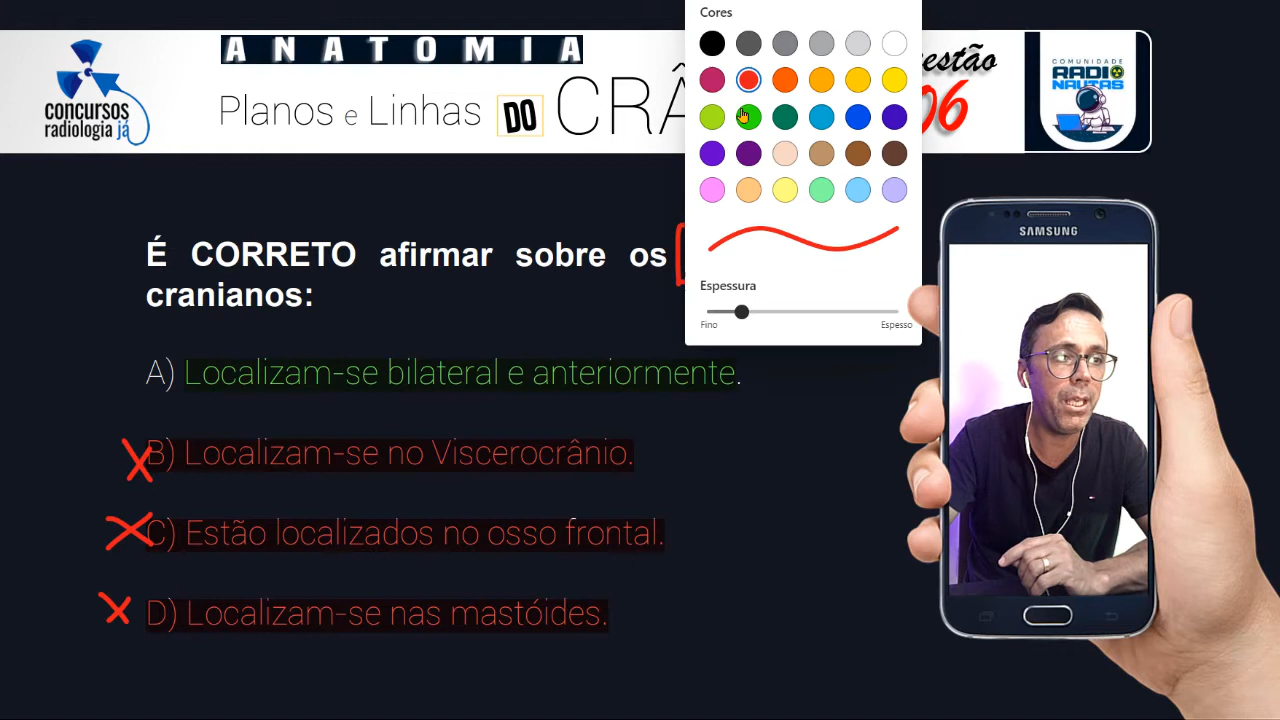 Cores
ANATOMIA
Planos e Linhas DO CRÂ
estão
06
concursos
radiologia já
COMUNIDADE
RADIO
NAUTAS
É CORRETO afirmar sobre os
cranianos:
Espessura
Fino
Espesso
SAMSUNG
A) Localizam-se bilateral e anteriormente.
B) Localizam-se no Viscerocrânio.
C) Estão localizados no osso frontal.
D) Localizam-se nas mastóides.